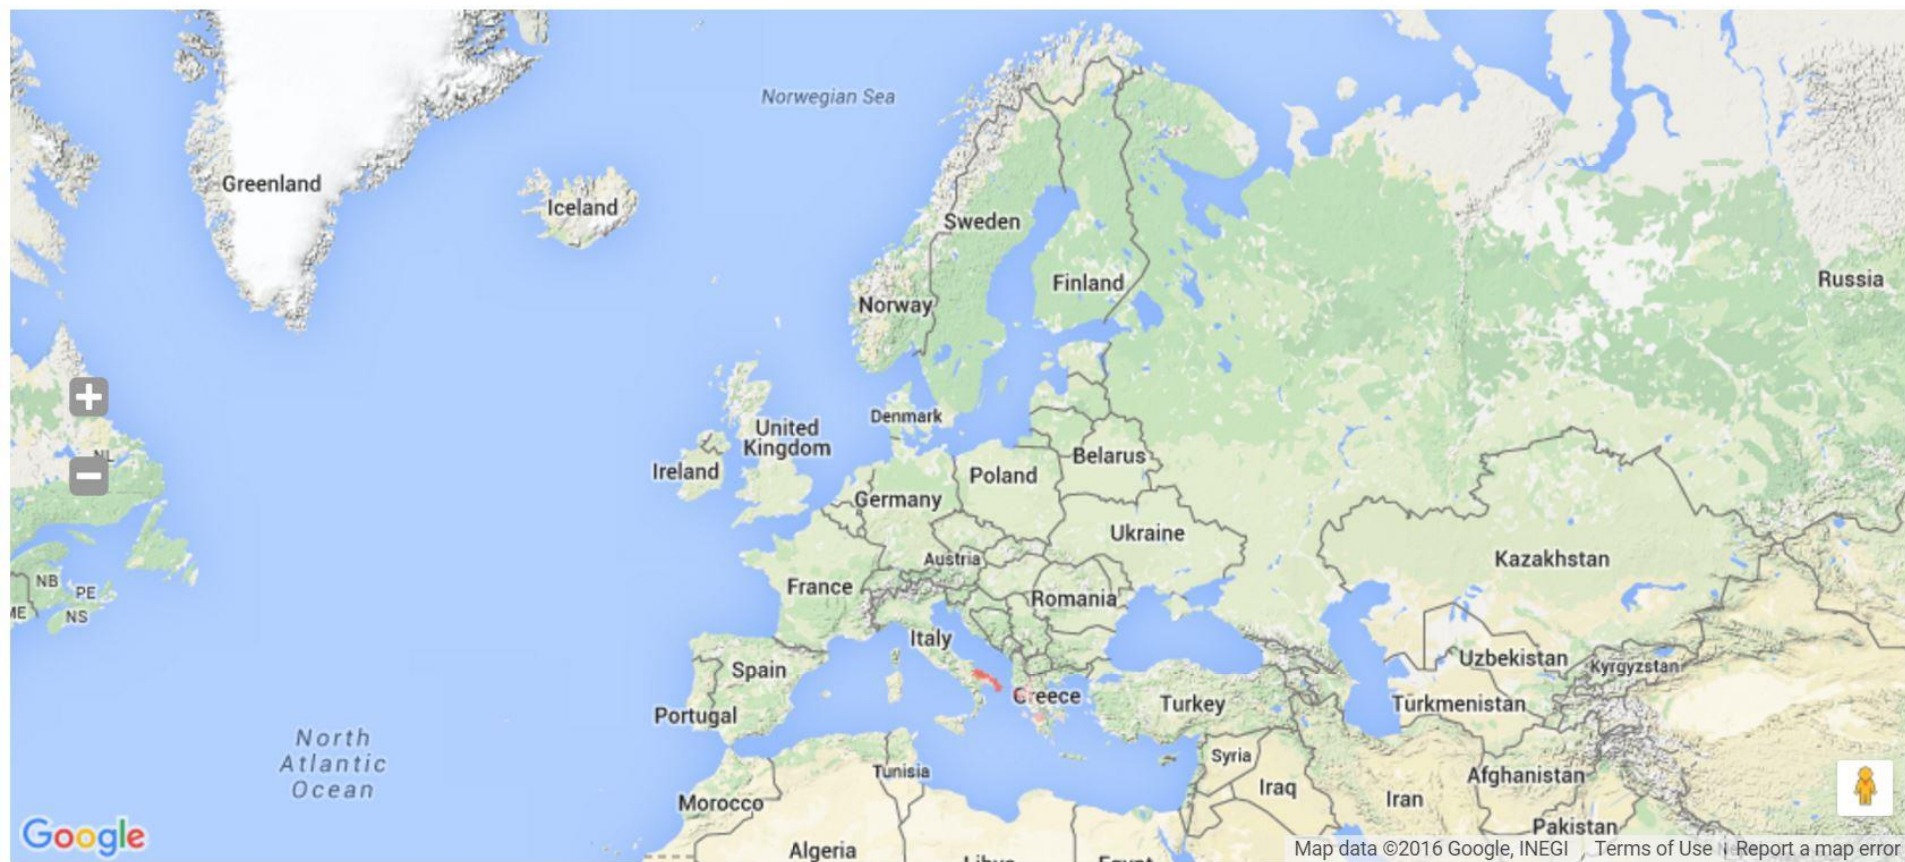 Norwegian Sea
Greenland
Iceland
Sweden
Russia
Finland
Norway
Denmark
United
Kingdom
Belarus
NL
Ireland
Poland
Germany
Ukraine
Austria
Kazakhstan
NB
France
PE
Romania
ME
NS
Italy
Uzbekistan
Kyrgyzstan
Spain
Greece
Turkey
Turkmenistan
Portugal
North
Atlantic
Ocean
Syria
Tunisia
Afghanistan
Iraq
Iran
Morocco
Pakistan
Google
Algeria
Map data ©2016 Google, INEGI Terms of Use Report a map error